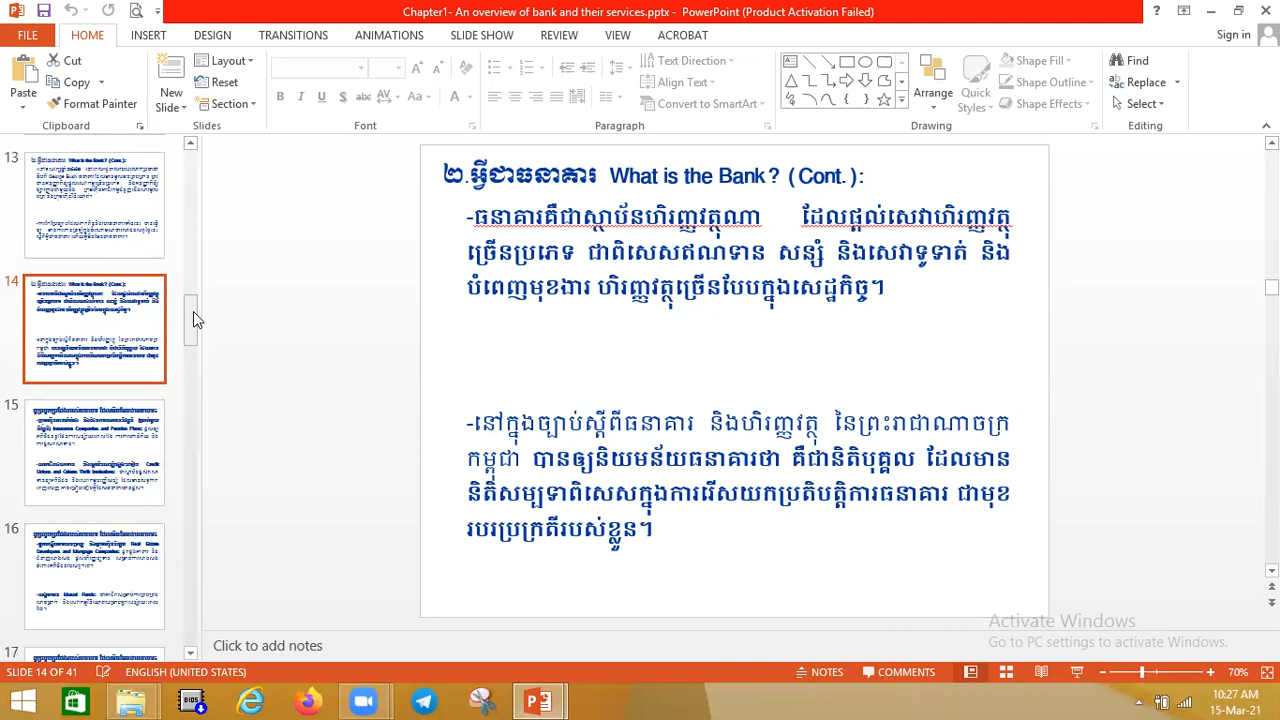 Chapter1- An overview of bank and their services.pptx - PowerPoint (Product Activation Failed)
FILE HOME INSERT DESIGN TRANSITIONS ANIMATIONS SLIDE SHOW REVIEW VIEW ACROBAT Sign in
Paste Cut Copy Format Painter
New Slide Layout Reset Section
Text Direction Align Text Convert to SmartArt
Arrange Quick Styles Shape Fill Shape Outline Shape Effects
Find Replace Select
Clipboard Slides Font Paragraph Drawing Editing
២.អ្វីជាធនាគារ What is the Bank? (Cont.):
-ធនាគារគឺជាស្ថាប័នហិរញ្ញវត្ថុណា ដែលផ្តល់សេវាហិរញ្ញវត្ថុ
ច្រើនប្រភេទ ជាពិសេសឥណទាន សន្សំ និងសេវាទូទាត់ និង
បំពេញមុខងារ ហិរញ្ញវត្ថុច្រើនបែបក្នុងសេដ្ឋកិច្ច។
-នៅក្នុងច្បាប់ស្តីពីធនាគារ និងហិរញ្ញវត្ថុ នៃព្រះរាជាណាចក្រ
កម្ពុជា បានឲ្យនិយមន័យធនាគារថា គឺជានិតិបុគ្គល ដែលមាន
និតិសម្បទាពិសេសក្នុងការរើសយកប្រតិបត្តិការធនាគារ ជាមុខ
របរប្រក្រតីរបស់ខ្លួន។
13
14
15
16
17
Activate Windows
Go to PC settings to activate Windows.
Click to add notes
SLIDE 14 OF 41 ENGLISH (UNITED STATES) NOTES COMMENTS 70%
BIOS
10:27 AM
15-Mar-21